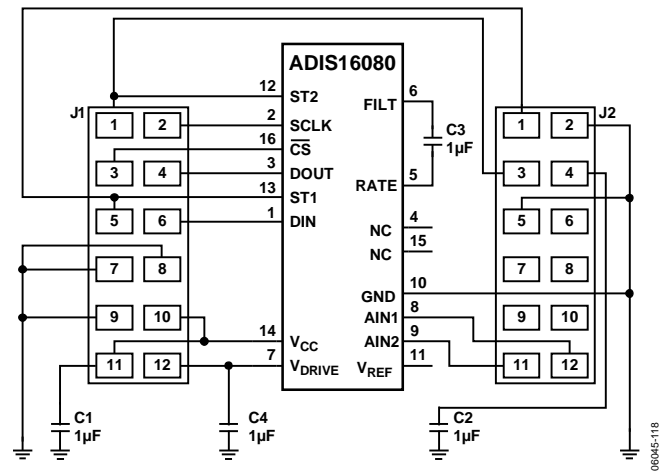 ADIS16080
12 ST2
2 SCLK
16 CS
3 DOUT
13 ST1
1 DIN
14 VCC
7 VDRIVE
FILT 6
RATE 5
NC 4
NC 15
GND 10
AIN1 8
AIN2 9
VREF 11
C3
1µF
J1
1 2
3 4
5 6
7 8
9 10
11 12
J2
1 2
3 4
5 6
7 8
9 10
11 12
C1
1µF
C4
1µF
C2
1µF
06045-118